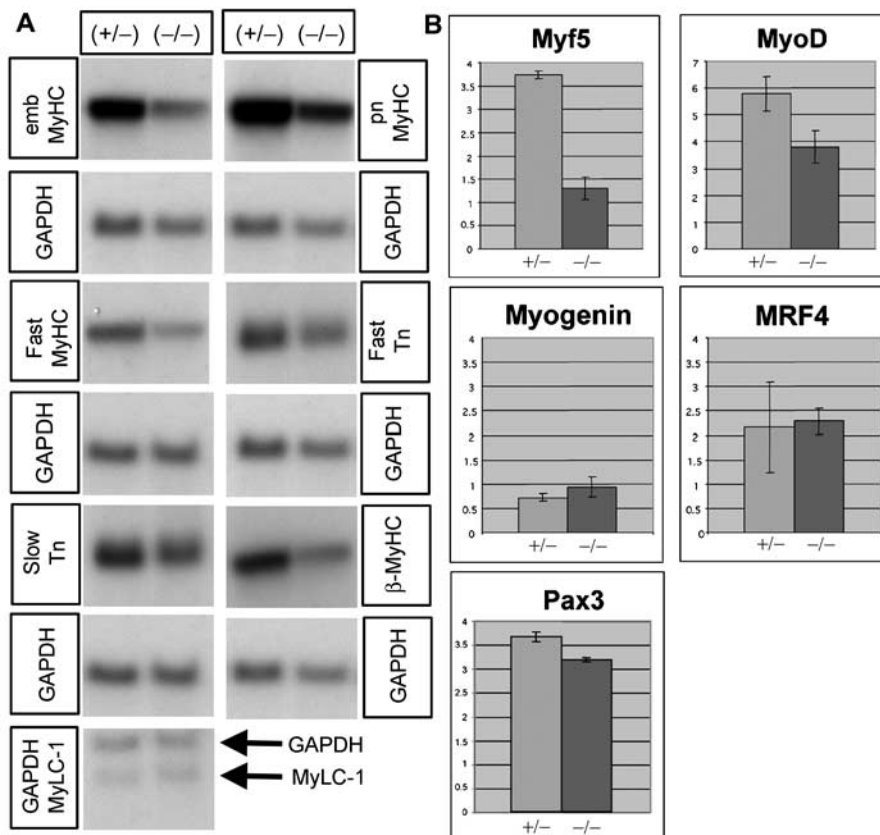 A
(+/–) (–/–) (+/–) (–/–)
emb MyHC
pn MyHC
GAPDH
GAPDH
Fast MyHC
Fast Tn
GAPDH
GAPDH
Slow Tn
β-MyHC
GAPDH
GAPDH
GAPDH MyLC-1
GAPDH
MyLC-1
B
Myf5
4
3.5
3
2.5
2
1.5
1
0.5
0
+/– –/–
MyoD
7
6
5
4
3
2
1
0
+/– –/–
Myogenin
4
3.5
3
2.5
2
1.5
1
0.5
0
+/– –/–
MRF4
4
3.5
3
2.5
2
1.5
1
0.5
0
+/– –/–
Pax3
4
3.5
3
2.5
2
1.5
1
0.5
0
+/– –/–